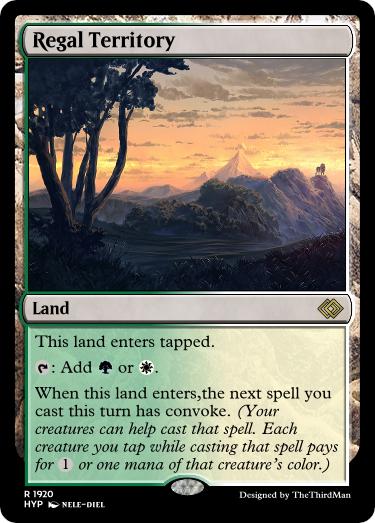 Regal Territory
Land
This land enters tapped.
: Add or .
When this land enters,the next spell you
cast this turn has convoke. (Your
creatures can help cast that spell. Each
creature you tap while casting that spell pays
for 1 or one mana of that creature's color.)
R 1920
HYP NELE-DIEL
Designed by TheThirdMan